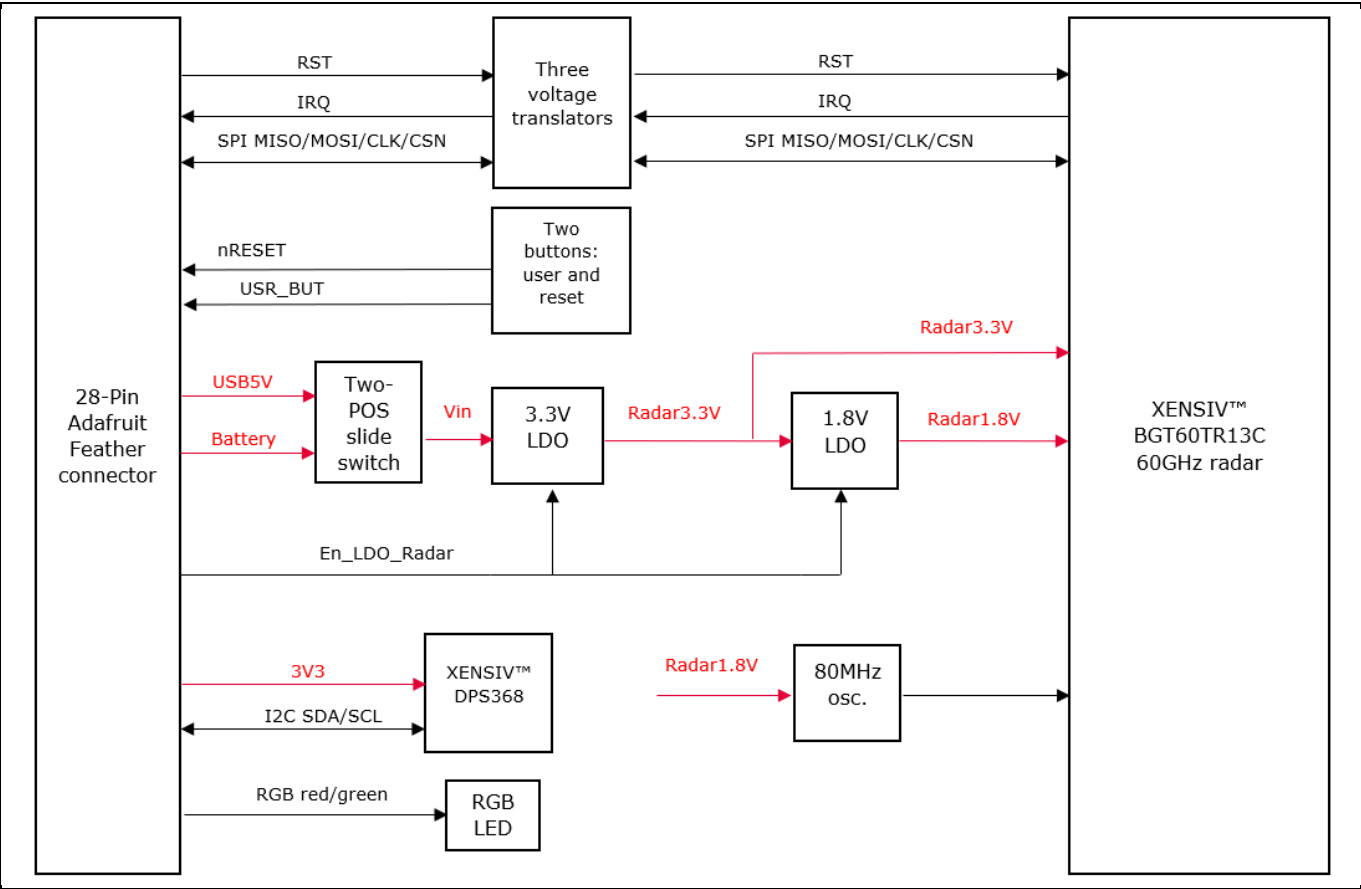 RST
IRQ
SPI MISO/MOSI/CLK/CSN
Three
voltage
translators
RST
IRQ
SPI MISO/MOSI/CLK/CSN
nRESET
USR_BUT
Two
buttons:
user and
reset
28-Pin
Adafruit
Feather
connector
USB5V
Battery
Two-
POS
slide
switch
Vin
3.3V
LDO
Radar3.3V
Radar3.3V
1.8V
LDO
Radar1.8V
XENSIV™
BGT60TR13C
60GHz radar
En_LDO_Radar
3V3
I2C SDA/SCL
XENSIV™
DPS368
Radar1.8V
80MHz
osc.
RGB red/green
RGB
LED